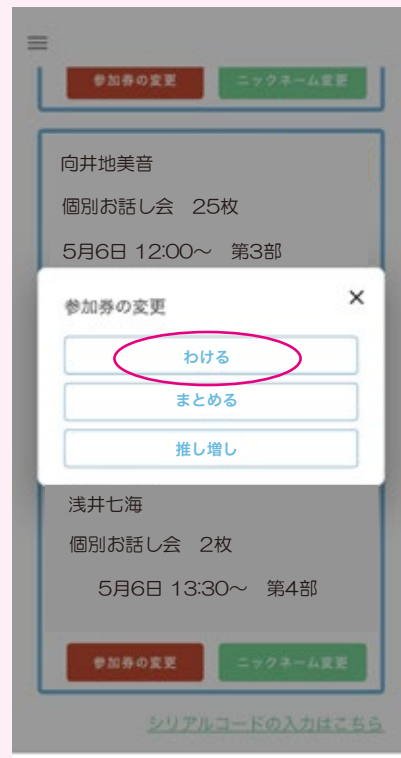 参加券の変更 ニックネーム変更
向井地美音
個別お話し会 25枚
5月6日 12:00～ 第3部
参加券の変更 ×
わける
まとめる
推し増し
浅井七海
個別お話し会 2枚
5月6日 13:30～ 第4部
参加券の変更 ニックネーム変更
シリアルコードの入力はこちら